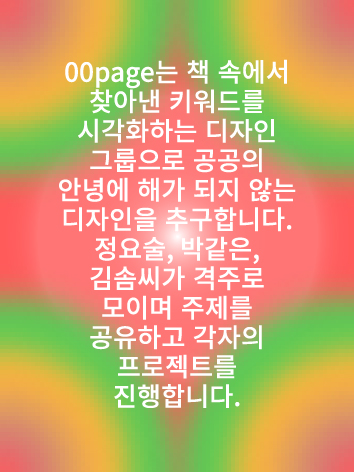 00page는 책 속에서
찾아낸 키워드를
시각화하는 디자인
그룹으로 공공의
안녕에 해가 되지 않는
디자인을 추구합니다.
정요술, 박같은,
김솜씨가 격주로
모이며 주제를
공유하고 각자의
프로젝트를
진행합니다.